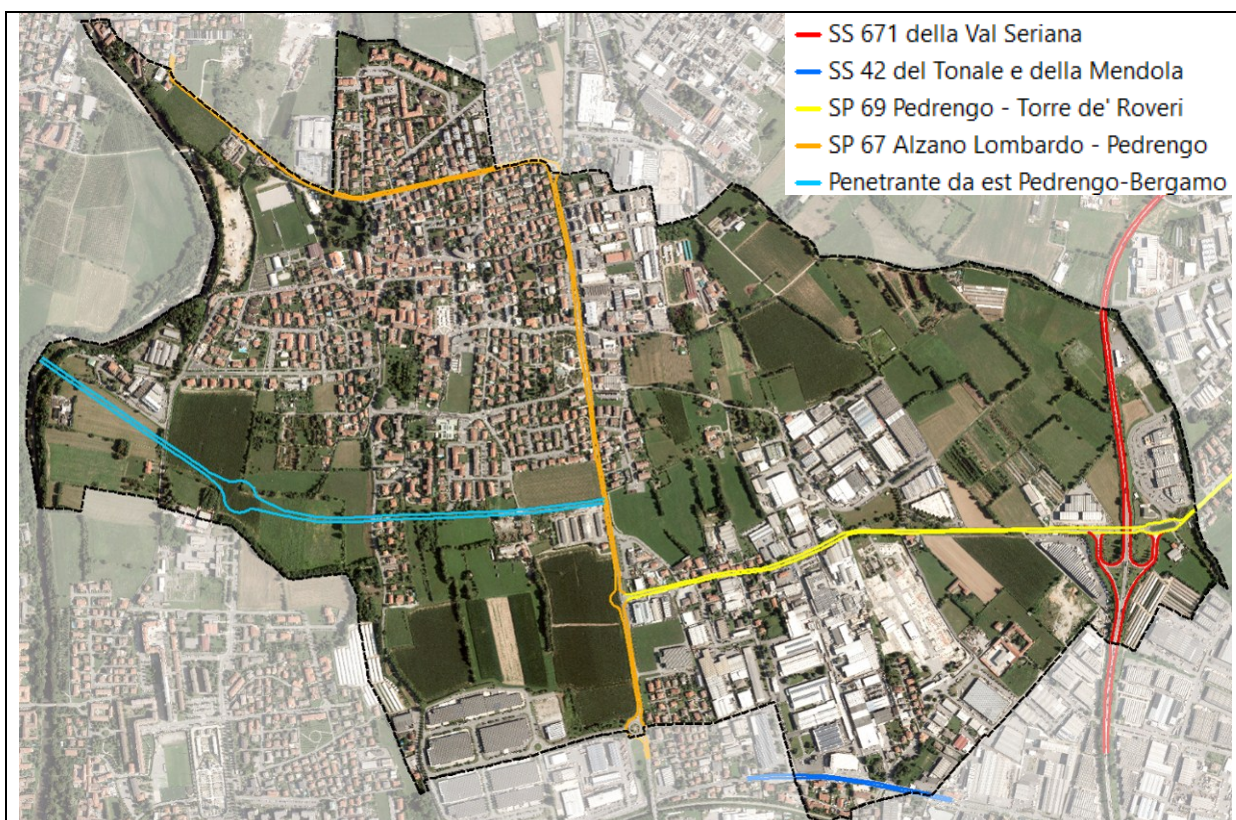 SS 671 della Val Seriana
SS 42 del Tonale e della Mendola
SP 69 Pedrengo - Torre de' Roveri
SP 67 Alzano Lombardo - Pedrengo
Penetrante da est Pedrengo-Bergamo